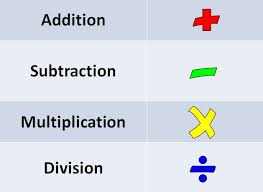 Addition +
Subtraction −
Multiplication ×
Division ÷